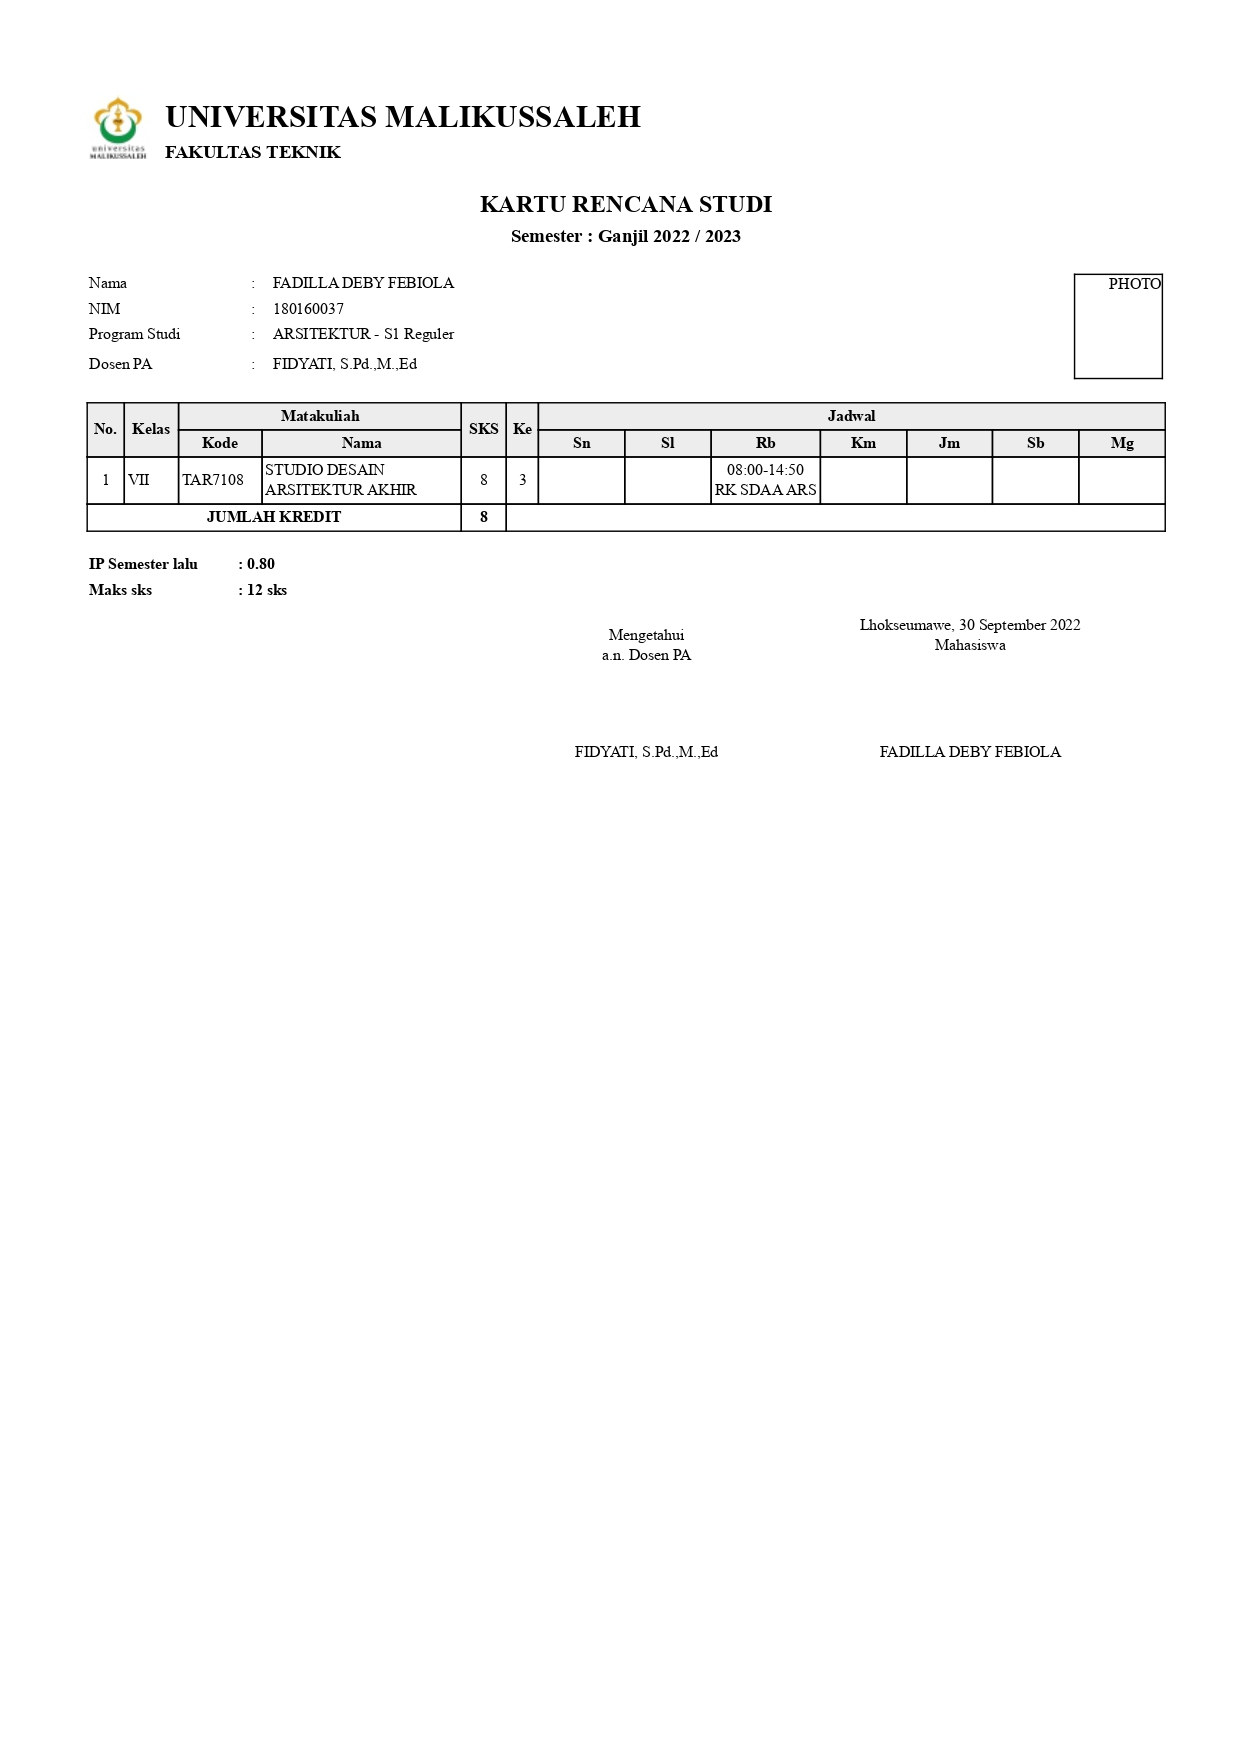 universitas
MALIKUSSALEH
UNIVERSITAS MALIKUSSALEH
FAKULTAS TEKNIK
KARTU RENCANA STUDI
Semester : Ganjil 2022 / 2023
Nama : FADILLA DEBY FEBIOLA
NIM : 180160037
Program Studi : ARSITEKTUR - S1 Reguler
Dosen PA : FIDYATI, S.Pd.,M.,Ed
PHOTO
No. Kelas Matakuliah SKS Ke Jadwal
Kode Nama Sn Sl Rb Km Jm Sb Mg
1 VII TAR7108 STUDIO DESAIN ARSITEKTUR AKHIR 8 3 08:00-14:50 RK SDAA ARS
JUMLAH KREDIT 8
IP Semester lalu : 0.80
Maks sks : 12 sks
Mengetahui
a.n. Dosen PA
Lhokseumawe, 30 September 2022
Mahasiswa
FIDYATI, S.Pd.,M.,Ed FADILLA DEBY FEBIOLA